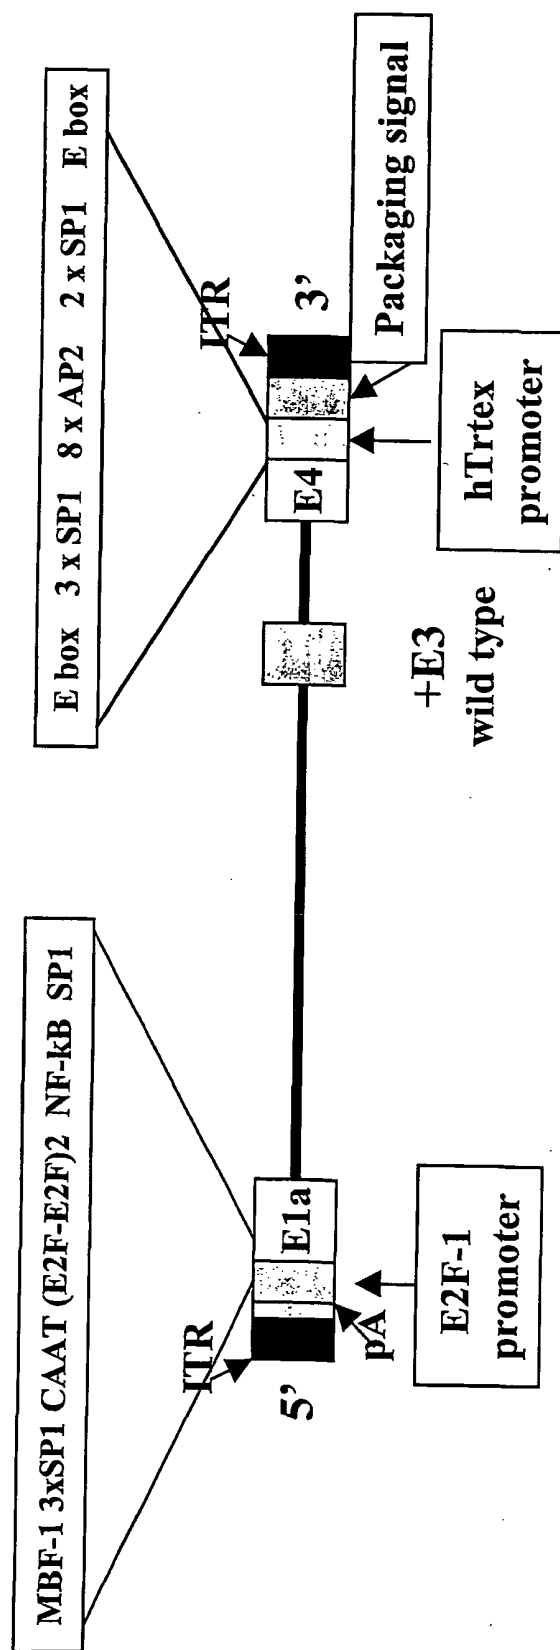 MBF-1 3xSP1 CAAT (E2F-E2F)2 NF-kB SP1
E box 3 x SP1 8 x AP2 2 x SP1 E box
ITR
5'
E1a
pA
E2F-1
promoter
+E3
wild type
E4
ITR
3'
hTrtex
promoter
Packaging signal